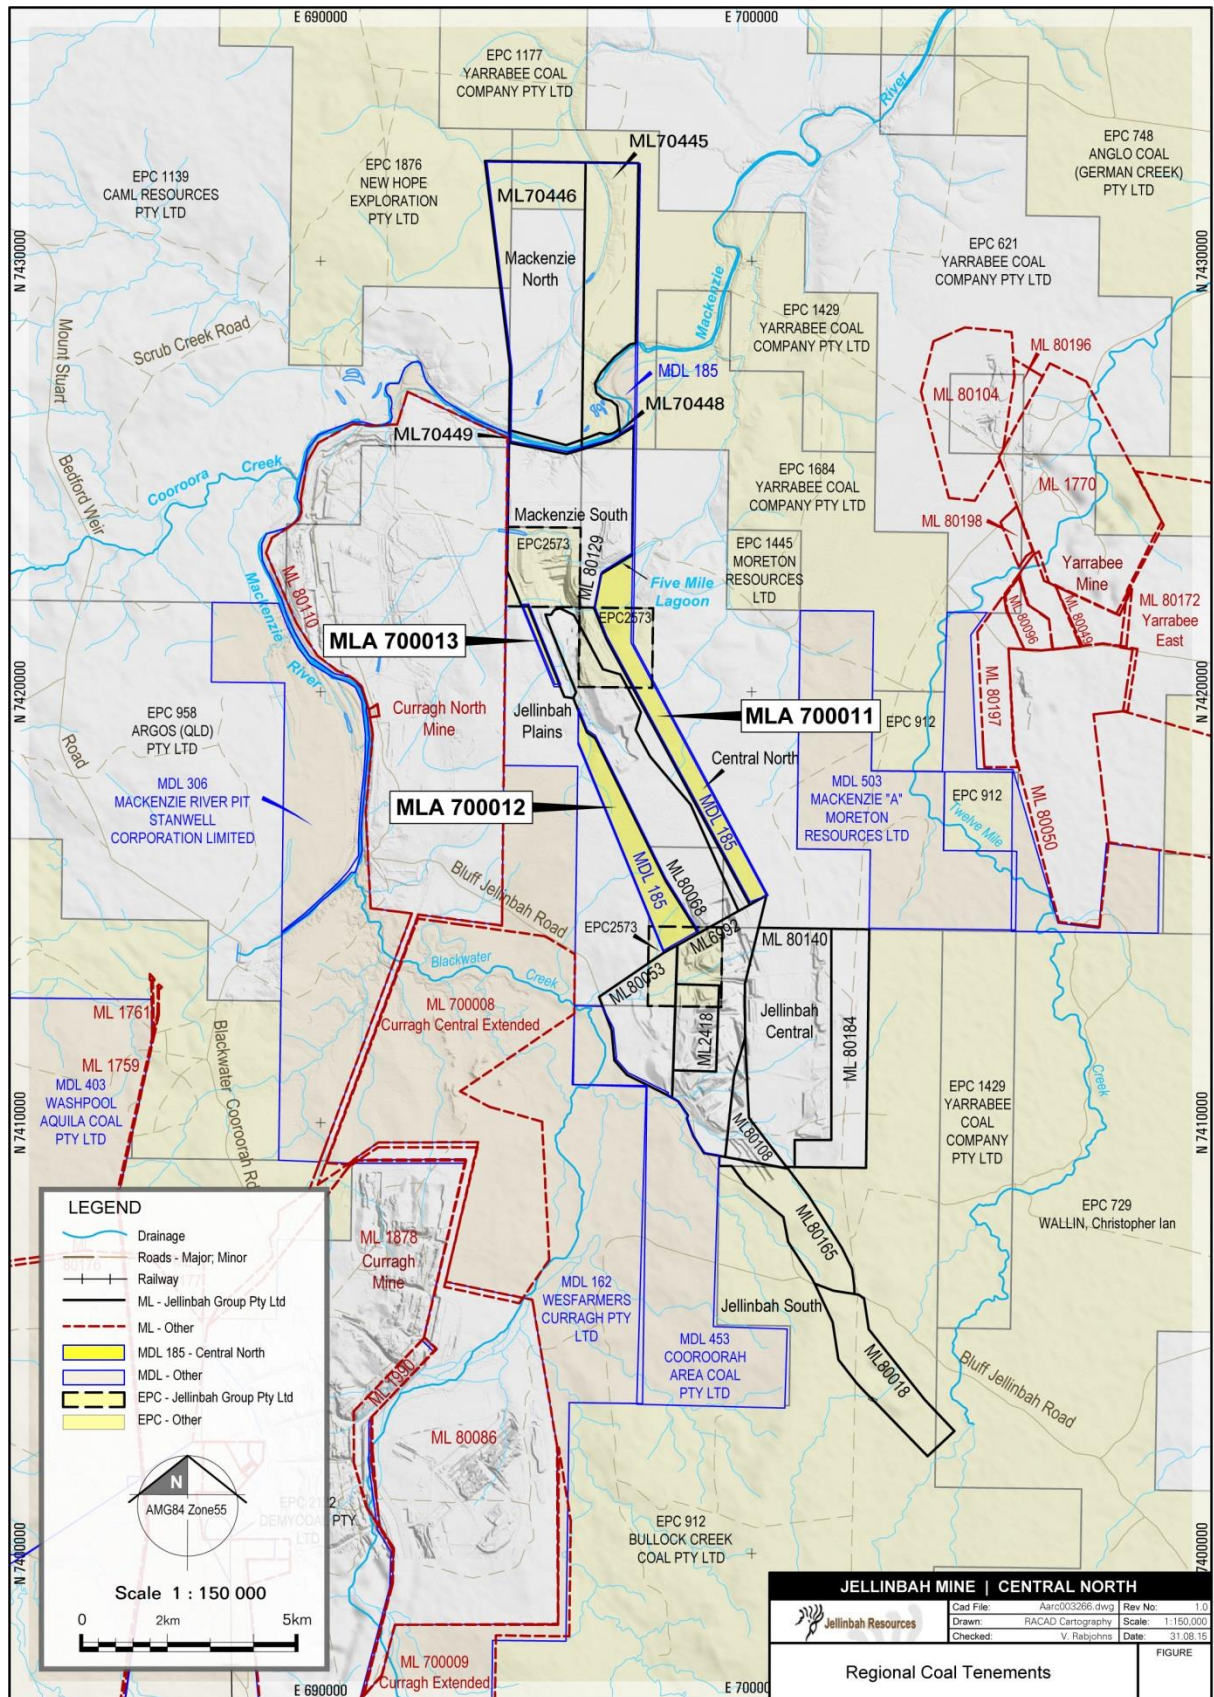 E 690000
E 700000
EPC 1177
YARRABEE COAL
COMPANY PTY LTD
River
ML70445
EPC 748
ANGLO COAL
(GERMAN CREEK)
PTY LTD
EPC 1139
CAML RESOURCES
PTY LTD
EPC 1876
NEW HOPE
EXPLORATION
PTY LTD
ML70446
N 7430000
Mackenzie
North
EPC 621
YARRABEE COAL
COMPANY PTY LTD
N 7430000
Mackenzie
EPC 1429
YARRABEE COAL
COMPANY PTY LTD
Mount Stuart
Scrub Creek Road
MDL 185
ML 80196
ML 80104
ML70448
ML70449
Cooroora
Creek
Bedford Weir
EPC 1684
YARRABEE COAL
COMPANY PTY LTD
ML 1770
Mackenzie South
EPC2573
ML 80129
ML 80198
EPC 1445
MORETON
RESOURCES
LTD
Yarrabee
Mine
Five Mile
Lagoon
ML 80110
Mackenzie
River
EPC2573
ML80096
ML80049
ML 80172
Yarrabee
East
MLA 700013
N 7420000
Curragh North
Mine
Jellinbah
Plains
MLA 700011
EPC 912
ML 80197
N 7420000
EPC 958
ARGOS (QLD)
PTY LTD
Road
Central North
MDL 306
MACKENZIE RIVER PIT
STANWELL
CORPORATION LIMITED
MLA 700012
MDL 185
MDL 503
MACKENZIE "A"
MORETON
RESOURCES LTD
EPC 912
ML 80050
Twelve Mile
Bluff Jellinbah Road
MDL 185
ML80068
EPC2573
ML6992
ML 80140
Blackwater
Creek
ML80053
ML 1761
ML 700008
Curragh Central Extended
Jellinbah
Central
ML2418
ML 80184
ML 1759
Blackwater Cooroorah Rd
MDL 403
WASHPOOL
AQUILA COAL
PTY LTD
Creek
EPC 1429
YARRABEE
COAL
COMPANY
PTY LTD
N 7410000
N 7410000
ML80108
EPC 729
WALLIN, Christopher Ian
ML80165
ML 1878
Curragh
Mine
MDL 162
WESFARMERS
CURRAGH PTY
LTD
Jellinbah South
MDL 453
COOROORAH
AREA COAL
PTY LTD
ML80018
Bluff Jellinbah Road
ML 1990
ML 80086
LEGEND
Drainage
Roads - Major; Minor
Railway
ML - Jellinbah Group Pty Ltd
ML - Other
MDL 185 - Central North
MDL - Other
EPC - Jellinbah Group Pty Ltd
EPC - Other
N
AMG84 Zone55
Scale 1 : 150 000
0 2km 5km
N 7400000
EPC 912
BULLOCK CREEK
COAL PTY LTD
7400000
ML 700009
Curragh Extended
E 690000
E 70000
JELLINBAH MINE | CENTRAL NORTH
Jellinbah Resources
Cad File: Aarc003266.dwg Rev No: 1.0
Drawn: RACAD Cartography Scale: 1:150,000
Checked: V. Rabjohns Date: 31.08.15
Regional Coal Tenements
FIGURE